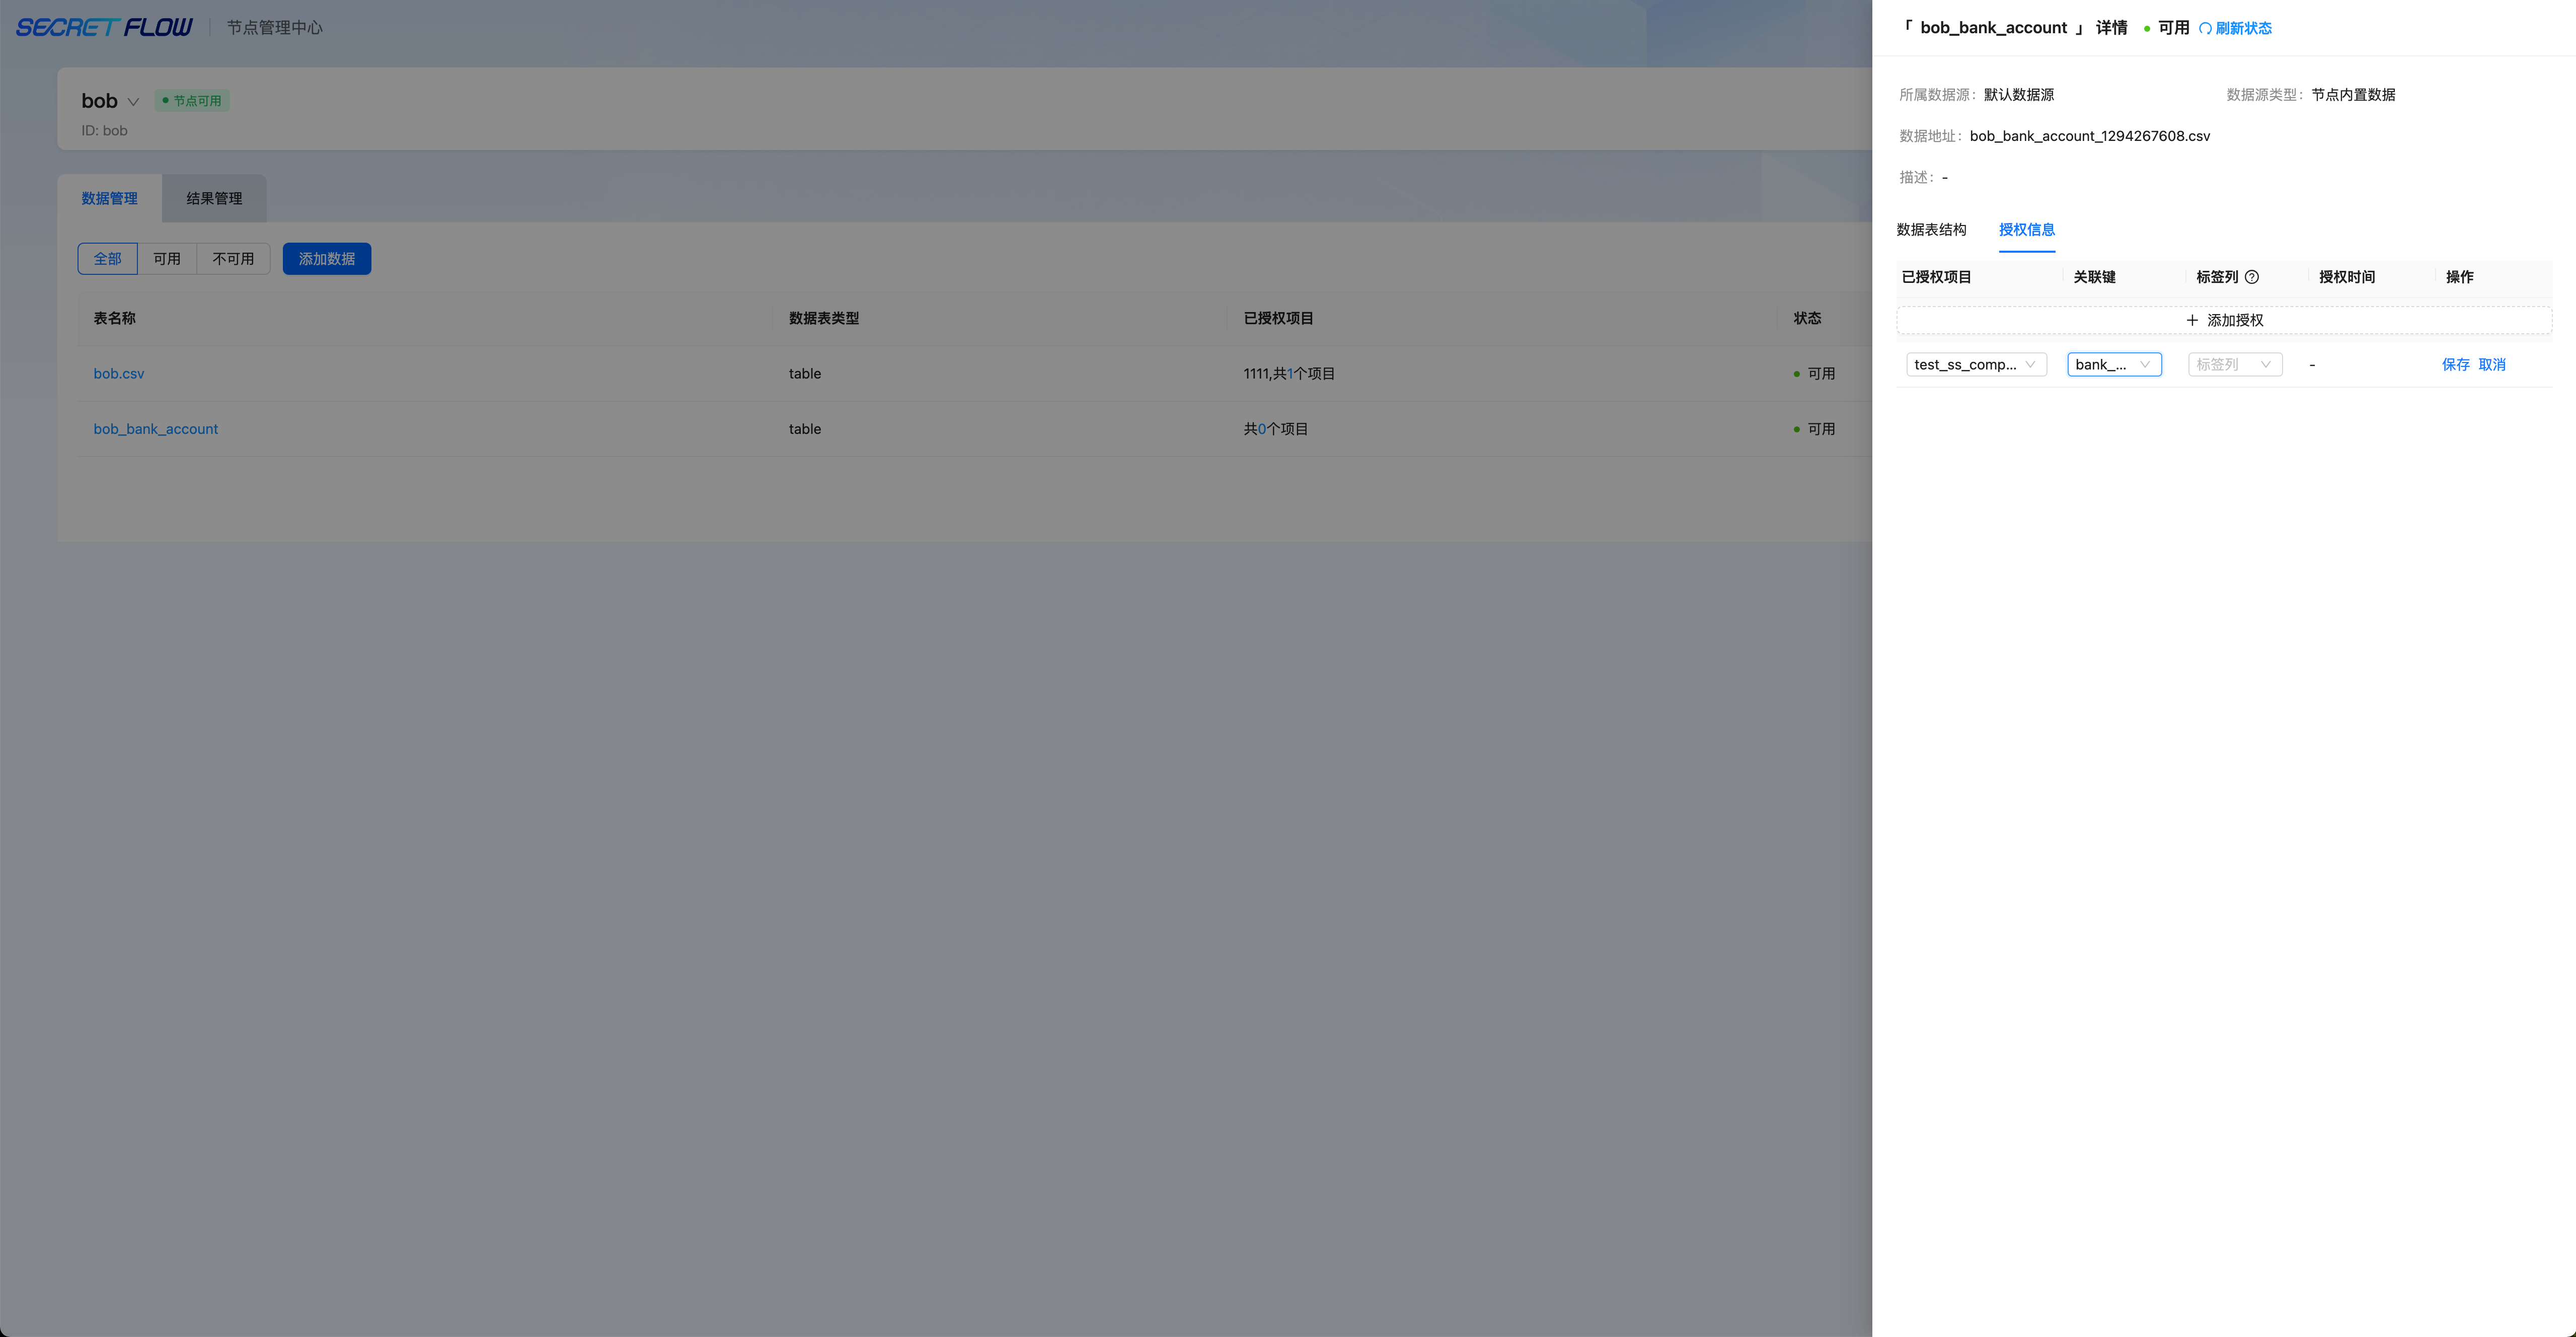 SECRET FLOW 节点管理中心
bob 节点可用
ID: bob
数据管理 结果管理
全部 可用 不可用 添加数据
表名称 数据表类型 已授权项目 状态
bob.csv table 1111,共1个项目 可用
bob_bank_account table 共0个项目 可用
「 bob_bank_account 」 详情 可用 刷新状态
所属数据源: 默认数据源 数据源类型: 节点内置数据
数据地址: bob_bank_account_1294267608.csv
描述: -
数据表结构 授权信息
已授权项目 关联键 标签列 授权时间 操作
+ 添加授权
test_ss_comp... bank_... 标签列 - 保存 取消